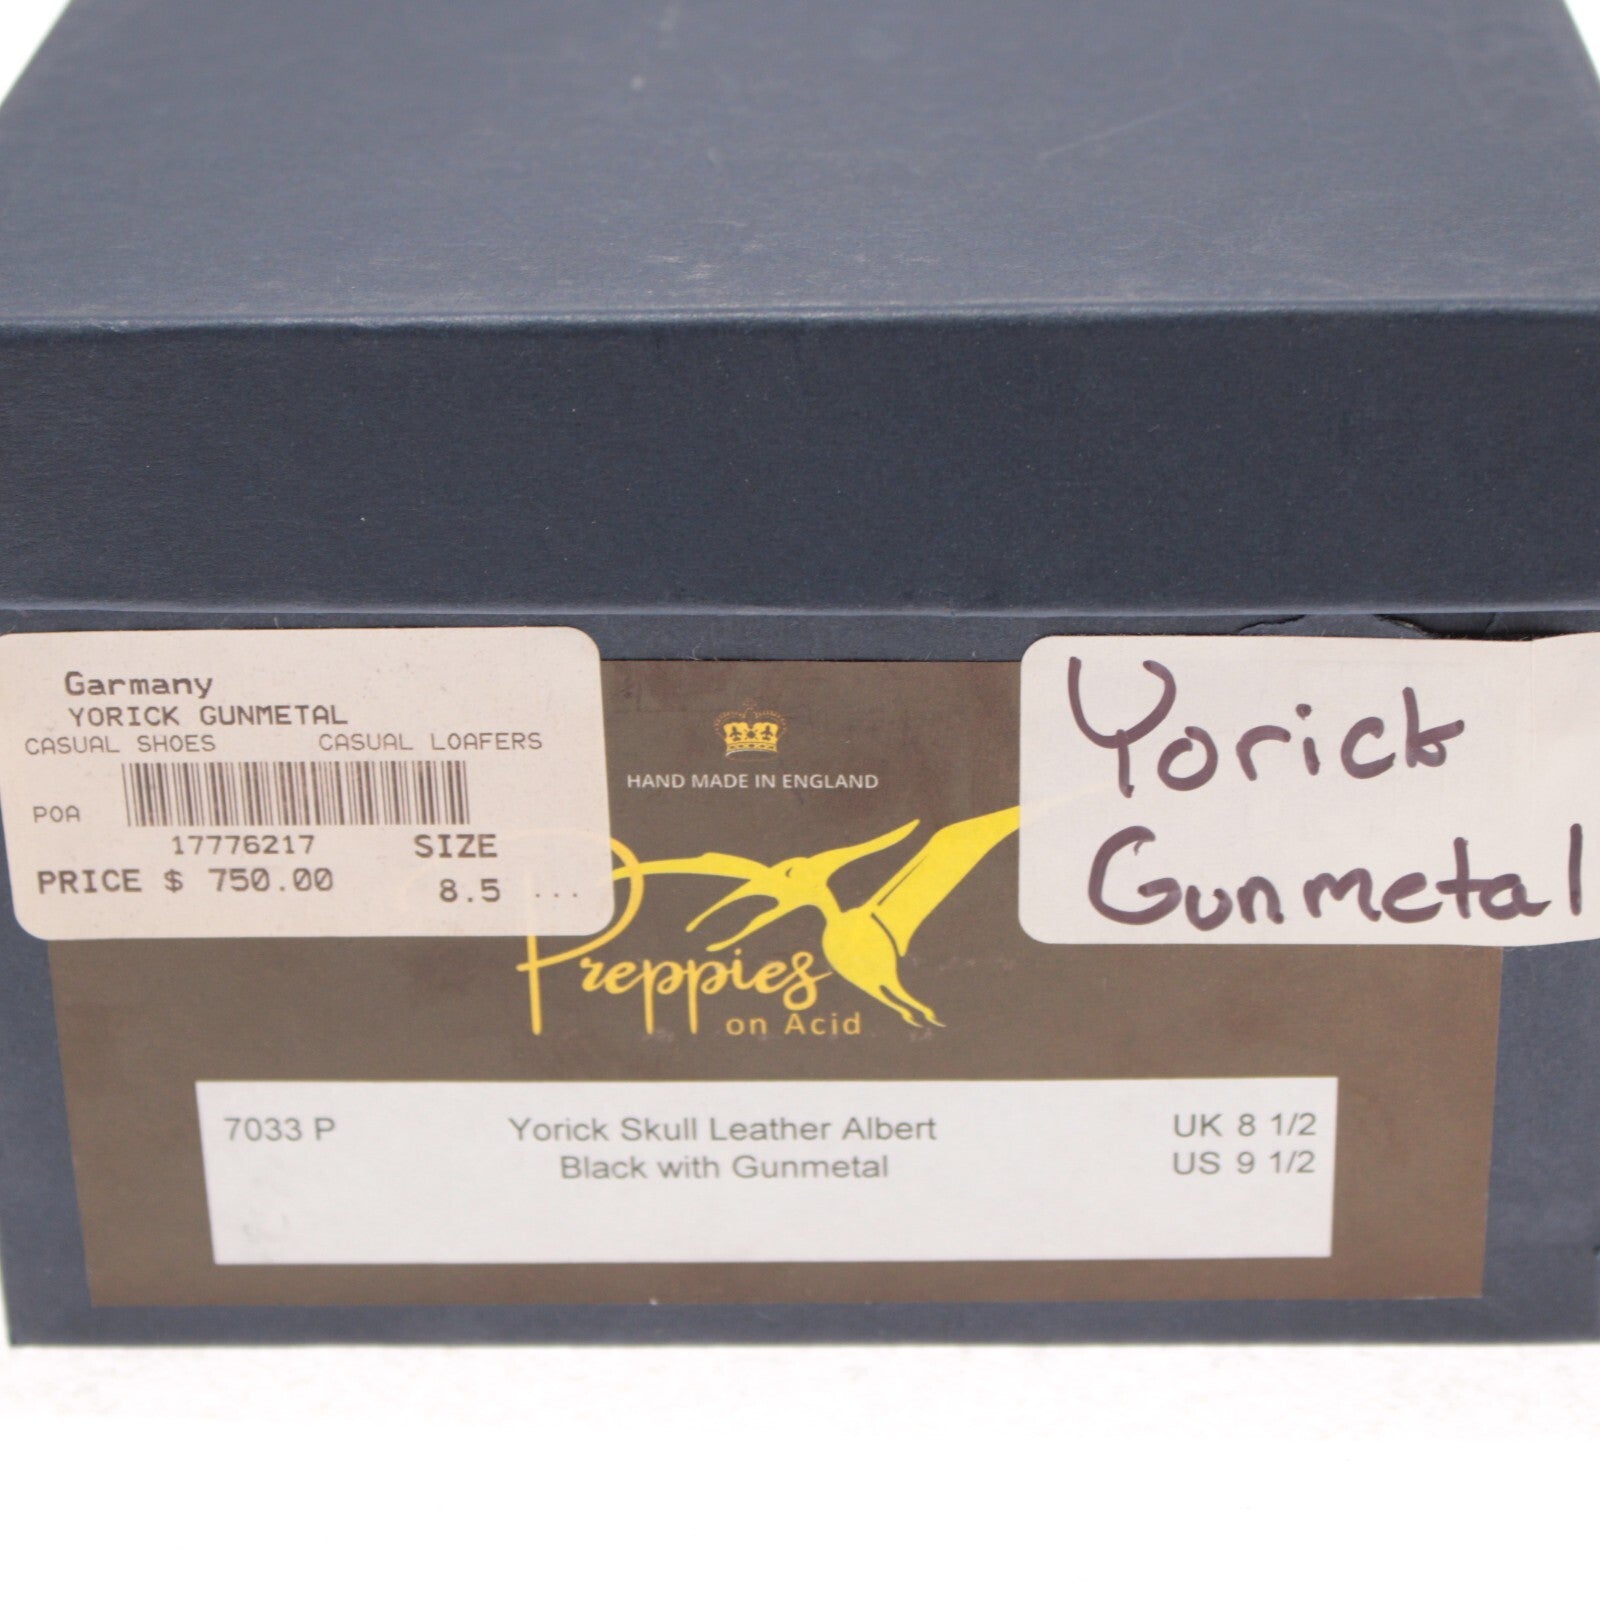 Garmany
YORICK GUNMETAL
CASUAL SHOES CASUAL LOAFERS
POA
17776217 SIZE
PRICE $ 750.00 8.5 ...
HAND MADE IN ENGLAND
Preppies
on Acid
Yorick
Gunmetal
7033 P Yorick Skull Leather Albert UK 8 1/2
Black with Gunmetal US 9 1/2